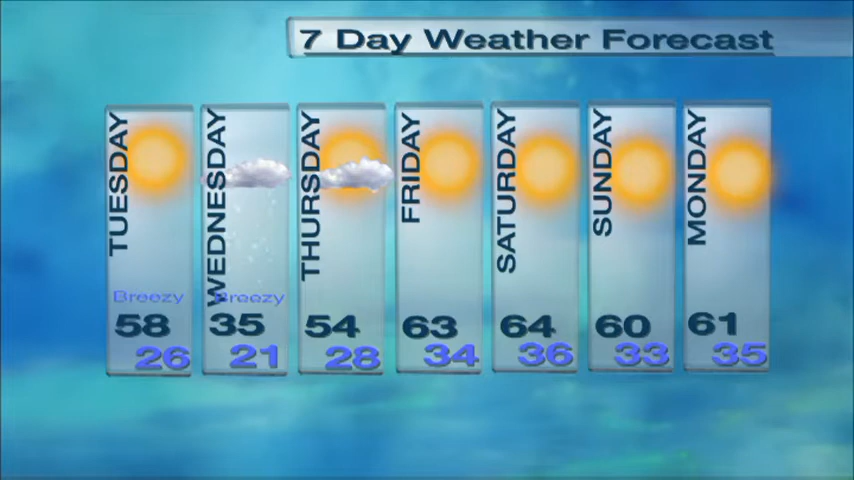 7 Day Weather Forecast
TUESDAY
Breezy
58
26
WEDNESDAY
Breezy
35
21
THURSDAY
54
28
FRIDAY
63
34
SATURDAY
64
36
SUNDAY
60
33
MONDAY
61
35